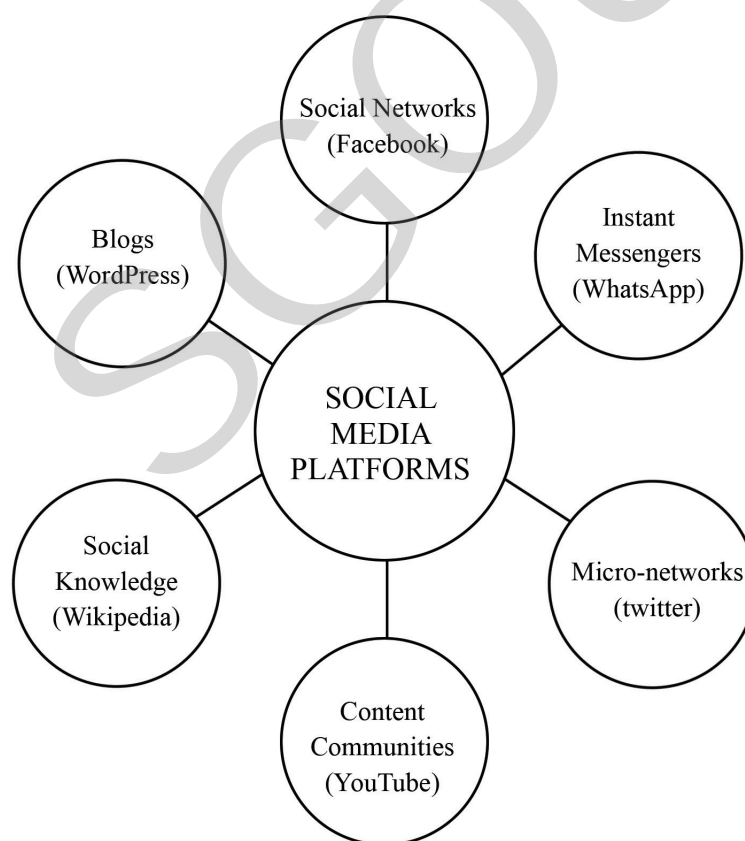 Social Networks
(Facebook)
Instant
Messengers
(WhatsApp)
Blogs
(WordPress)
SOCIAL
MEDIA
PLATFORMS
Micro-networks
(twitter)
Social
Knowledge
(Wikipedia)
Content
Communities
(YouTube)